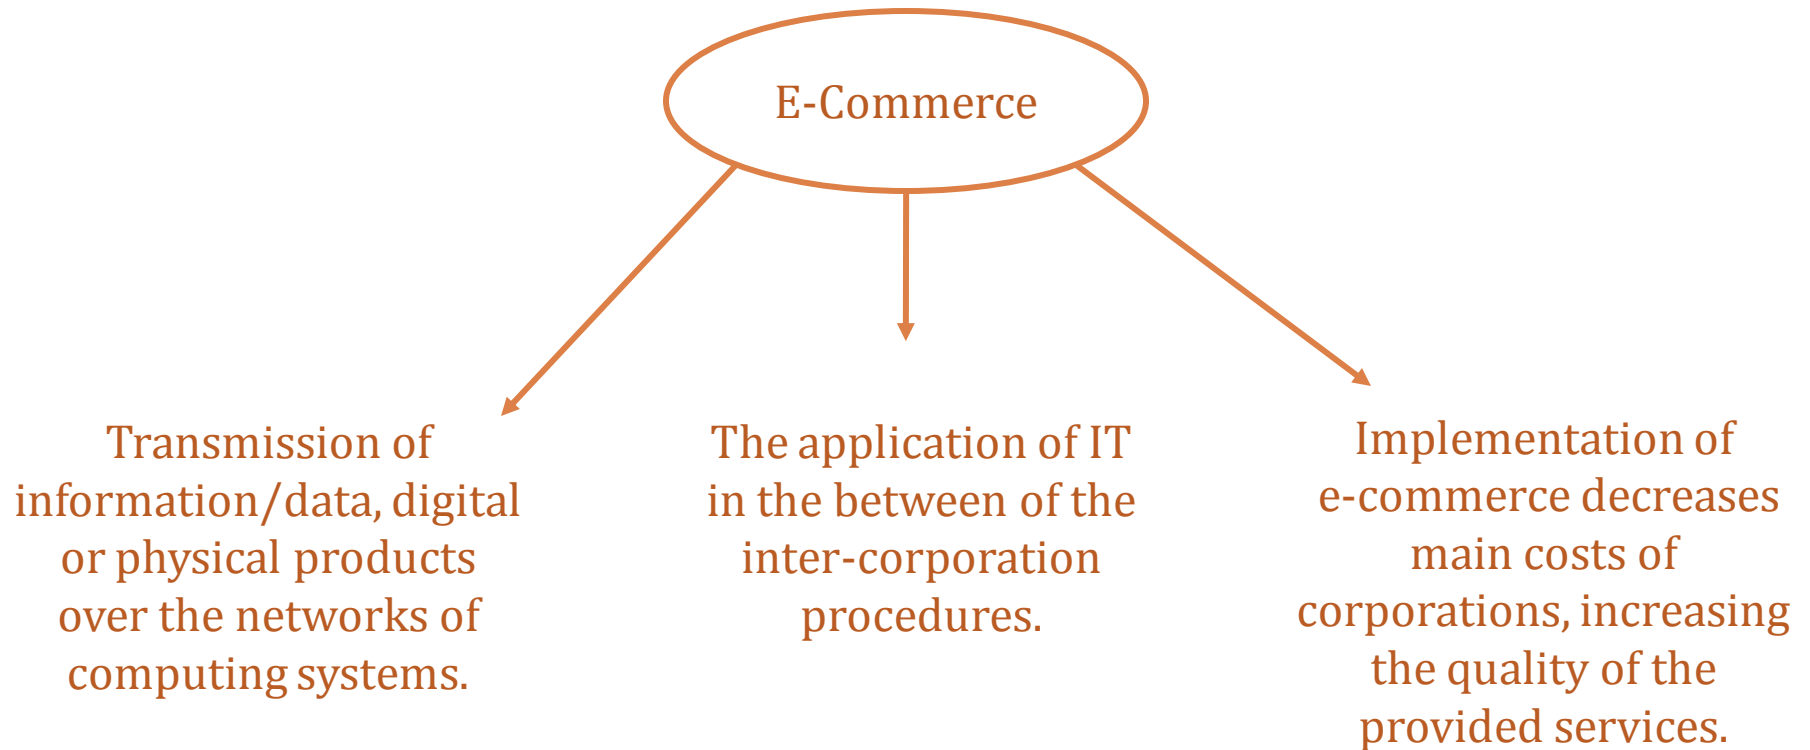 E-Commerce
Transmission of
information/data, digital
or physical products
over the networks of
computing systems.
The application of IT
in the between of the
inter-corporation
procedures.
Implementation of
e-commerce decreases
main costs of
corporations, increasing
the quality of the
provided services.